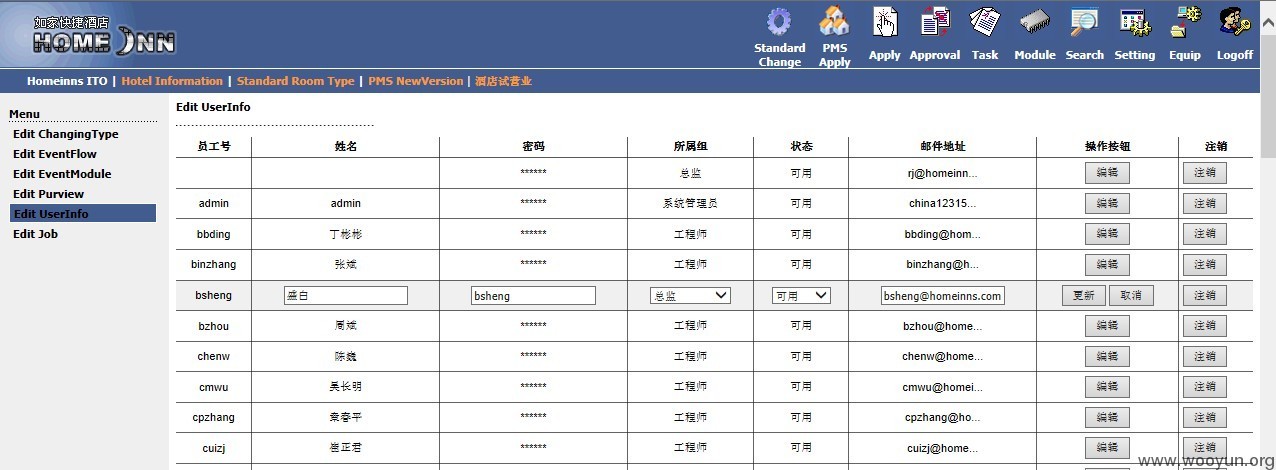 如家快捷酒店
HOME INN
Standard Change
PMS Apply
Apply
Approval
Task
Module
Search
Setting
Equip
Logoff
Homeinns ITO | Hotel Information | Standard Room Type | PMS NewVersion | 酒店试营业
Menu
Edit ChangingType
Edit EventFlow
Edit EventModule
Edit Purview
Edit UserInfo
Edit Job
Edit UserInfo
员工号 姓名 密码 所属组 状态 邮件地址 操作按钮 注销
****** 总监 可用 rj@homeinn... 编辑 注销
admin admin ****** 系统管理员 可用 china12315... 编辑 注销
bbding 丁彬彬 ****** 工程师 可用 bbding@hom... 编辑 注销
binzhang 张斌 ****** 工程师 可用 binzhang@h... 编辑 注销
bsheng 盛白 bsheng 总监 可用 bsheng@homeinns.com 更新 取消 注销
bzhou 周斌 ****** 工程师 可用 bzhou@home... 编辑 注销
chenw 陈巍 ****** 工程师 可用 chenw@home... 编辑 注销
cmwu 吴长明 ****** 工程师 可用 cmwu@homei... 编辑 注销
cpzhang 春平 ****** 工程师 可用 cpzhang@ho... 编辑 注销
cuizj 崔正君 ****** 工程师 可用 cuizj@home... 编辑 注销
www.wooyun.org